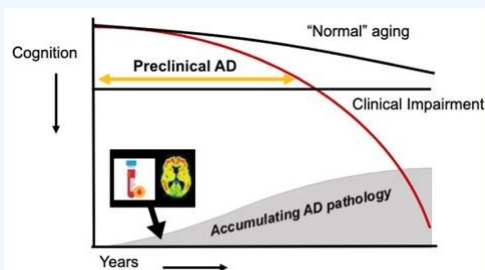 “Normal” aging
Cognition
Preclinical AD
Clinical Impairment
Accumulating AD pathology
Years